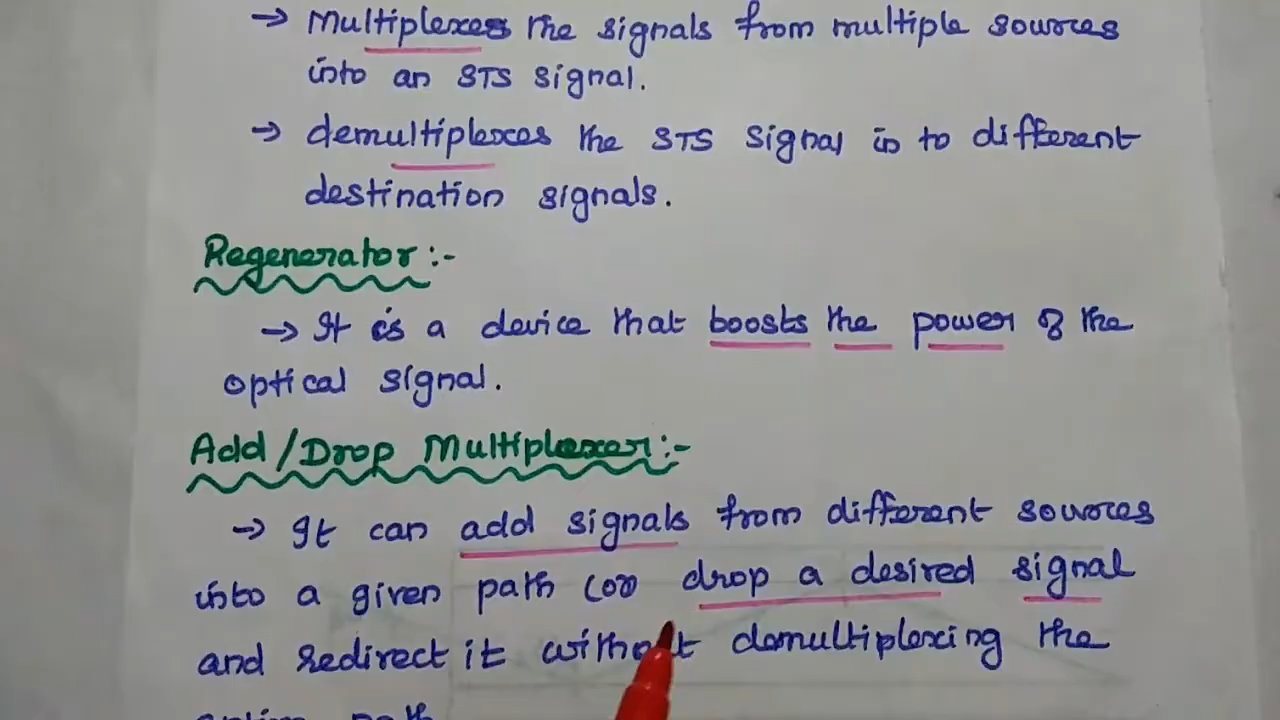 → Multiplexes the signals from multiple sources
into an STS signal.
→ demultiplexes the STS signal in to different
destination signals.
Regenerator :-
→ It is a device that boosts the power of the
optical signal.
Add/Drop Multiplexer :-
→ It can add signals from different sources
into a given path (or) drop a desired signal
and redirect it without demultiplexing the
path